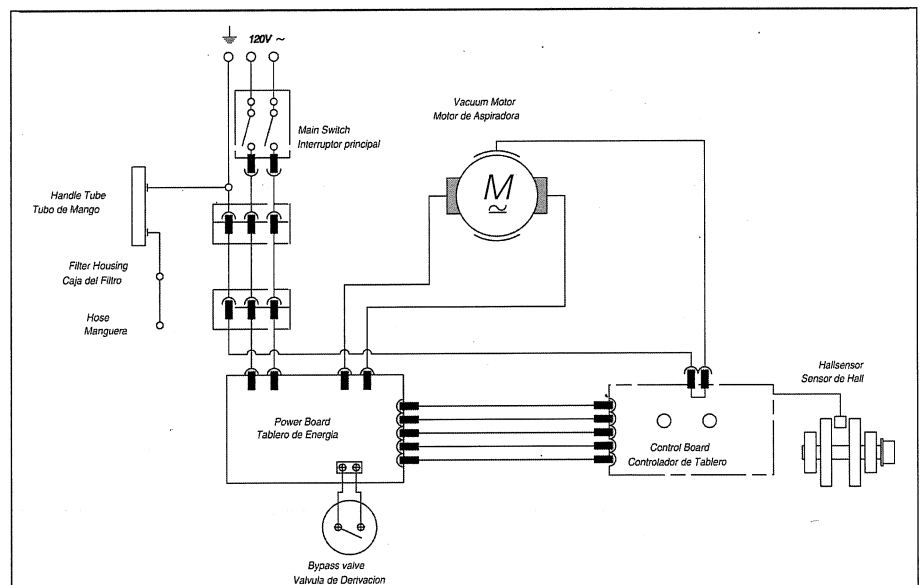 120V ~
Main Switch
Interruptor principal
Vacuum Motor
Motor de Aspiradora
M
~
Handle Tube
Tubo de Mango
Filter Housing
Caja del Filtro
Hose
Manguera
Hallsensor
Sensor de Hall
Power Board
Tablero de Energia
Control Board
Controlador de Tablero
Bypass valve
Valvula de Derivacion